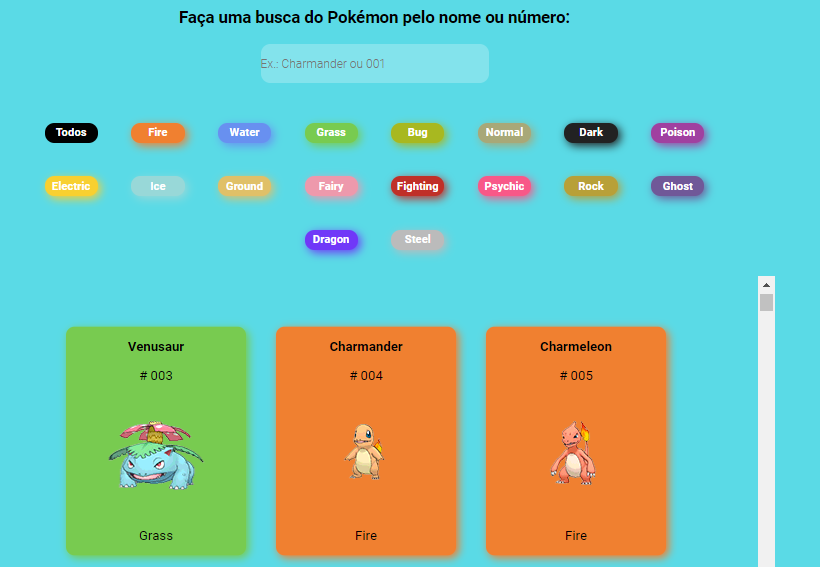 Faça uma busca do Pokémon pelo nome ou número:
Ex.: Charmander ou 001
Todos Fire Water Grass Bug Normal Dark Poison
Electric Ice Ground Fairy Fighting Psychic Rock Ghost
Dragon Steel
Venusaur Charmander Charmeleon
# 003 # 004 # 005
Grass Fire Fire